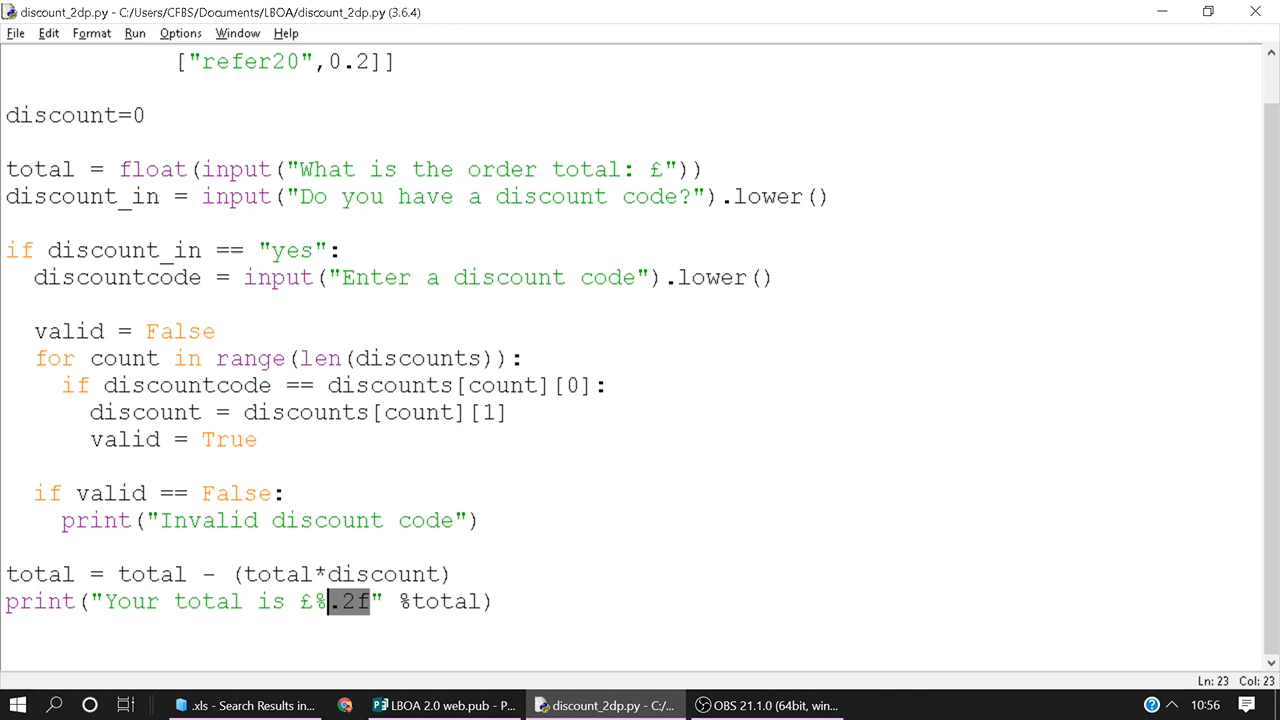 discount_2dp.py - C:/Users/CFBS/Documents/LBOA/discount_2dp.py (3.6.4)
File Edit Format Run Options Window Help
["refer20",0.2]]
discount=0
total = float(input("What is the order total: £"))
discount_in = input("Do you have a discount code?").lower()
if discount_in == "yes":
discountcode = input("Enter a discount code").lower()
valid = False
for count in range(len(discounts)):
if discountcode == discounts[count][0]:
discount = discounts[count][1]
valid = True
if valid == False:
print("Invalid discount code")
total = total - (total*discount)
print("Your total is £%.2f" %total)
Ln: 23 Col: 23
.xls - Search Results in... LBOA 2.0 web.pub - P... discount_2dp.py - C:/... OBS 21.1.0 (64bit, win... 10:56